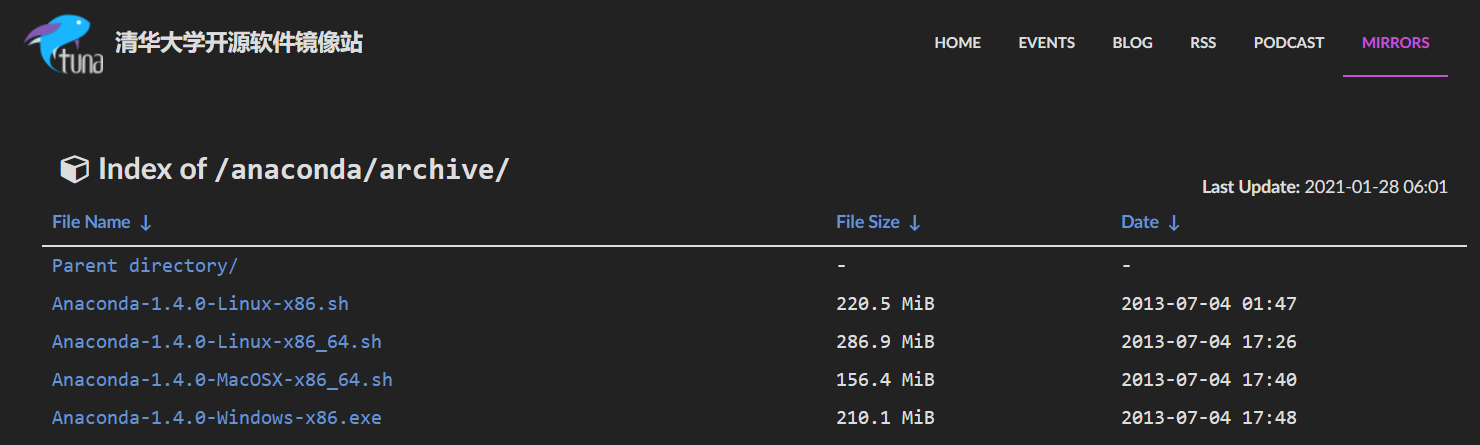 tuna 清华大学开源软件镜像站 HOME EVENTS BLOG RSS PODCAST MIRRORS
Index of /anaconda/archive/
Last Update: 2021-01-28 06:01
File Name ↓ File Size ↓ Date ↓
Parent directory/ - -
Anaconda-1.4.0-Linux-x86.sh 220.5 MiB 2013-07-04 01:47
Anaconda-1.4.0-Linux-x86_64.sh 286.9 MiB 2013-07-04 17:26
Anaconda-1.4.0-MacOSX-x86_64.sh 156.4 MiB 2013-07-04 17:40
Anaconda-1.4.0-Windows-x86.exe 210.1 MiB 2013-07-04 17:48